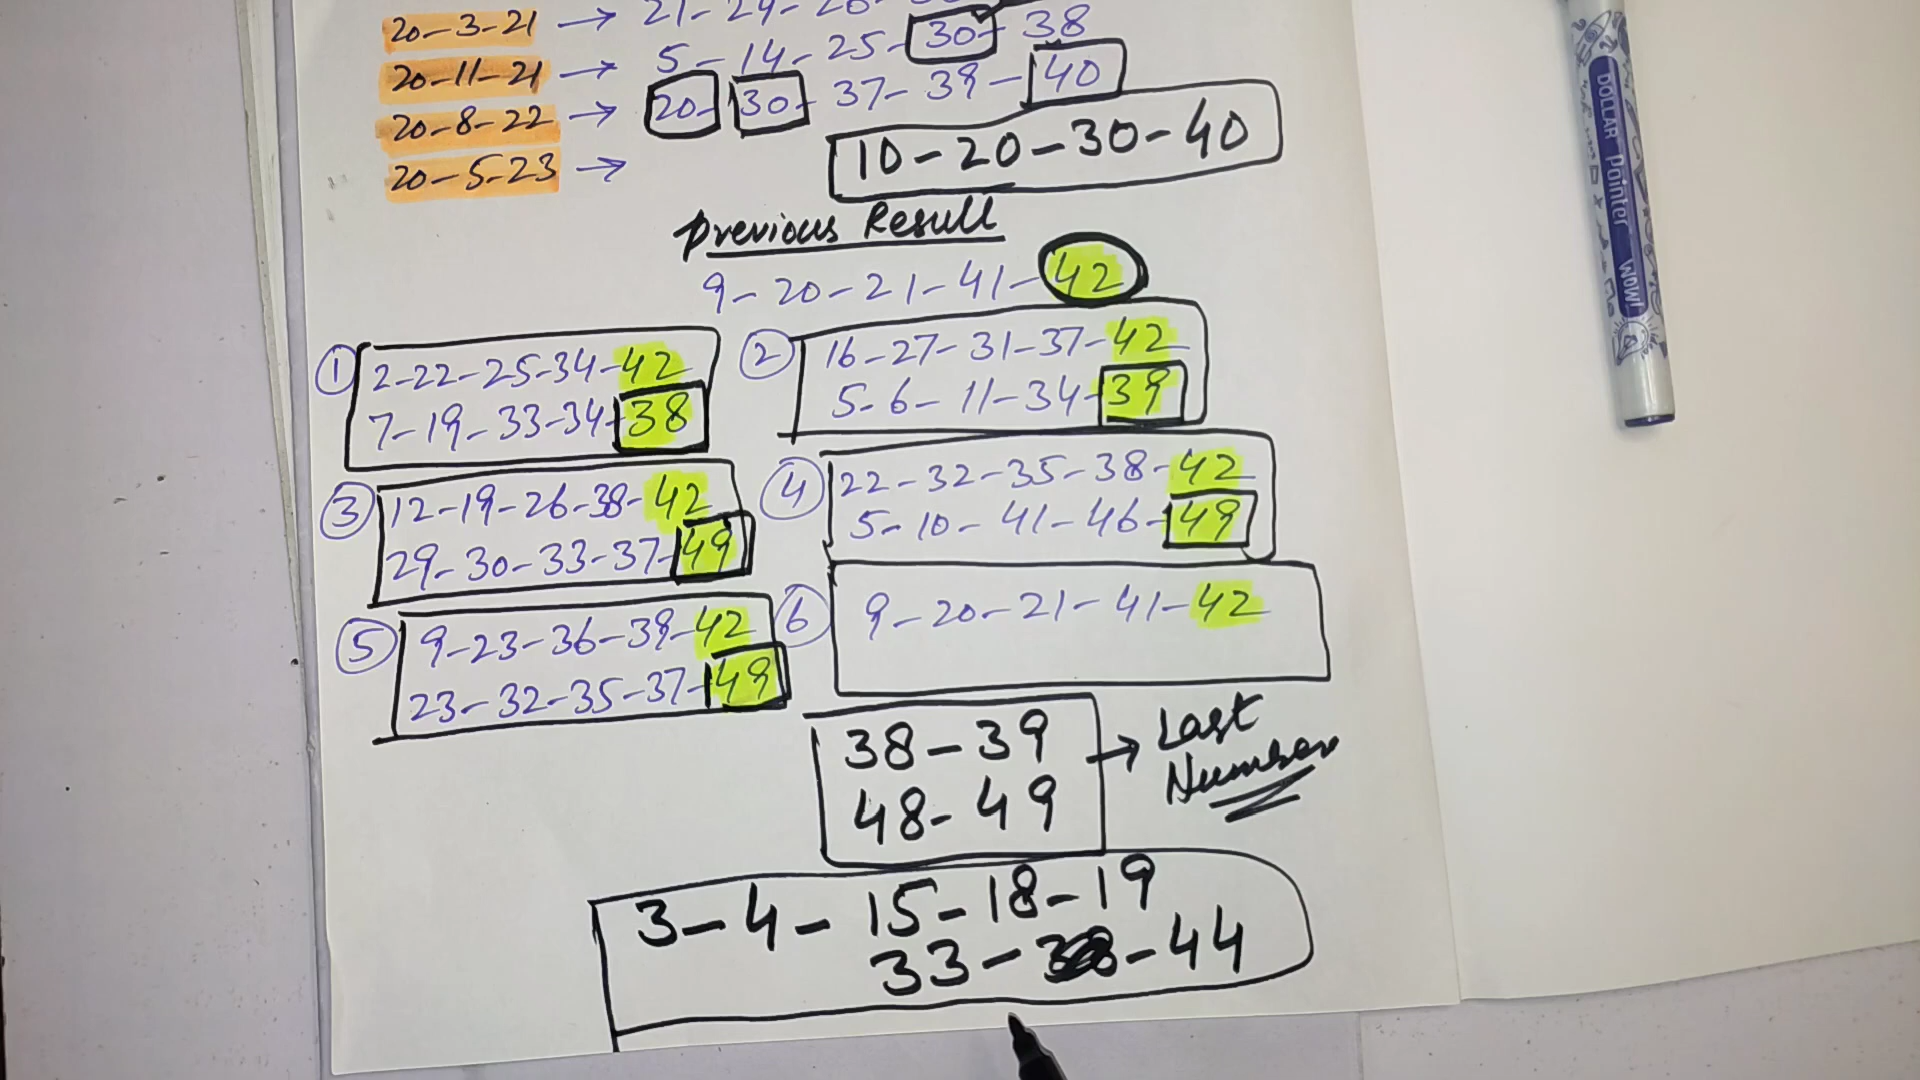 20-3-21 → 21-29-26-
20-11-21 → 5-14-25-30-38
20-8-22 → 20-30-37-39-40
20-5-23 →
10-20-30-40
Previous Result
9-20-21-41-42
① 2-22-25-34-42
7-19-33-34-38
② 16-27-31-37-42
5-6-11-34-39
③ 12-19-26-38-42
29-30-33-37-49
④ 22-32-35-38-42
5-10-41-46-49
⑤ 9-23-36-39-42
23-32-35-37-49
⑥ 9-20-21-41-42
38-39
48-49
→ Last
Number
3-4-15-18-19
33- -44
DOLLAR Pointer WOW!